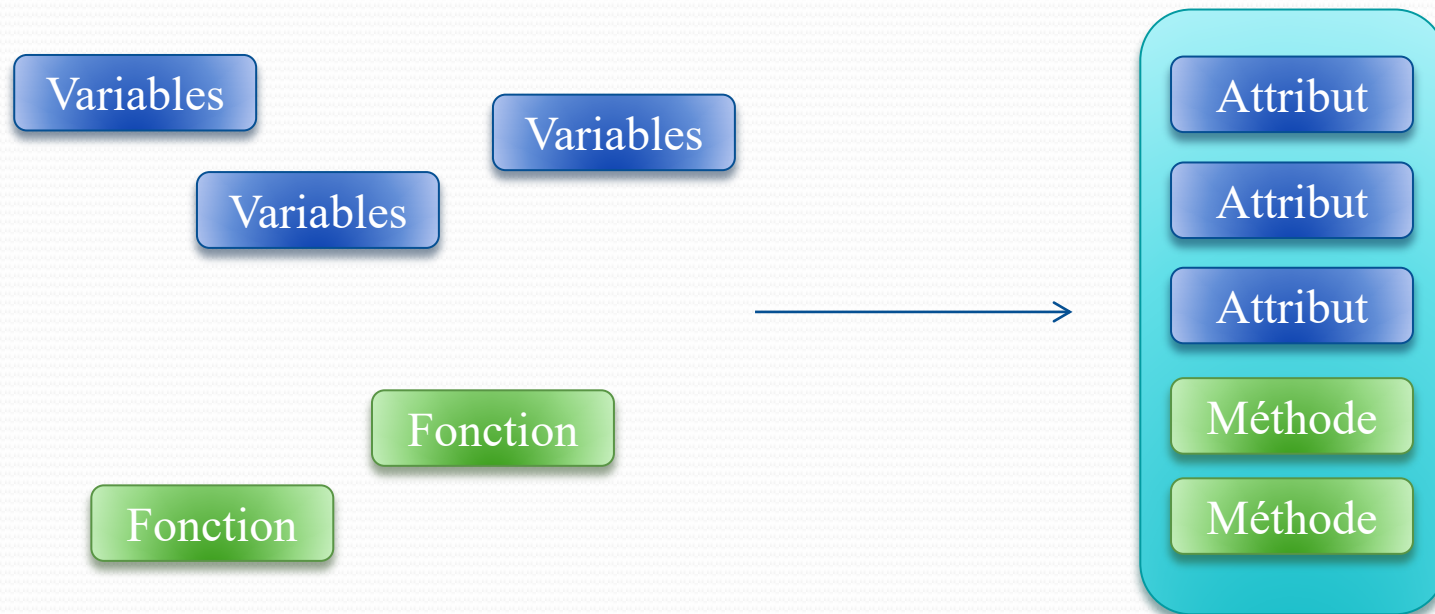 Variables
Variables
Variables
Fonction
Fonction
Attribut
Attribut
Attribut
Méthode
Méthode